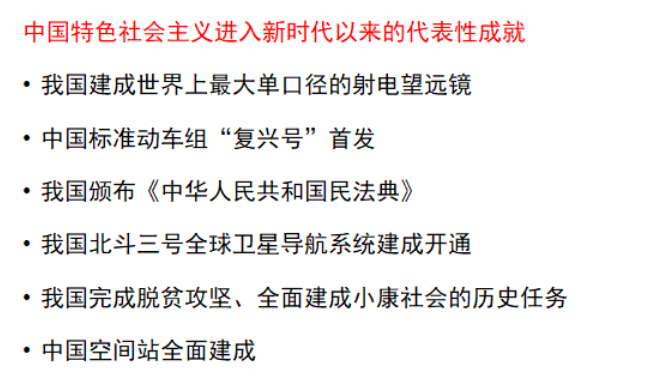 中国特色社会主义进入新时代以来的代表性成就
• 我国建成世界上最大单口径的射电望远镜
• 中国标准动车组“复兴号”首发
• 我国颁布《中华人民共和国民法典》
• 我国北斗三号全球卫星导航系统建成开通
• 我国完成脱贫攻坚、全面建成小康社会的历史任务
• 中国空间站全面建成